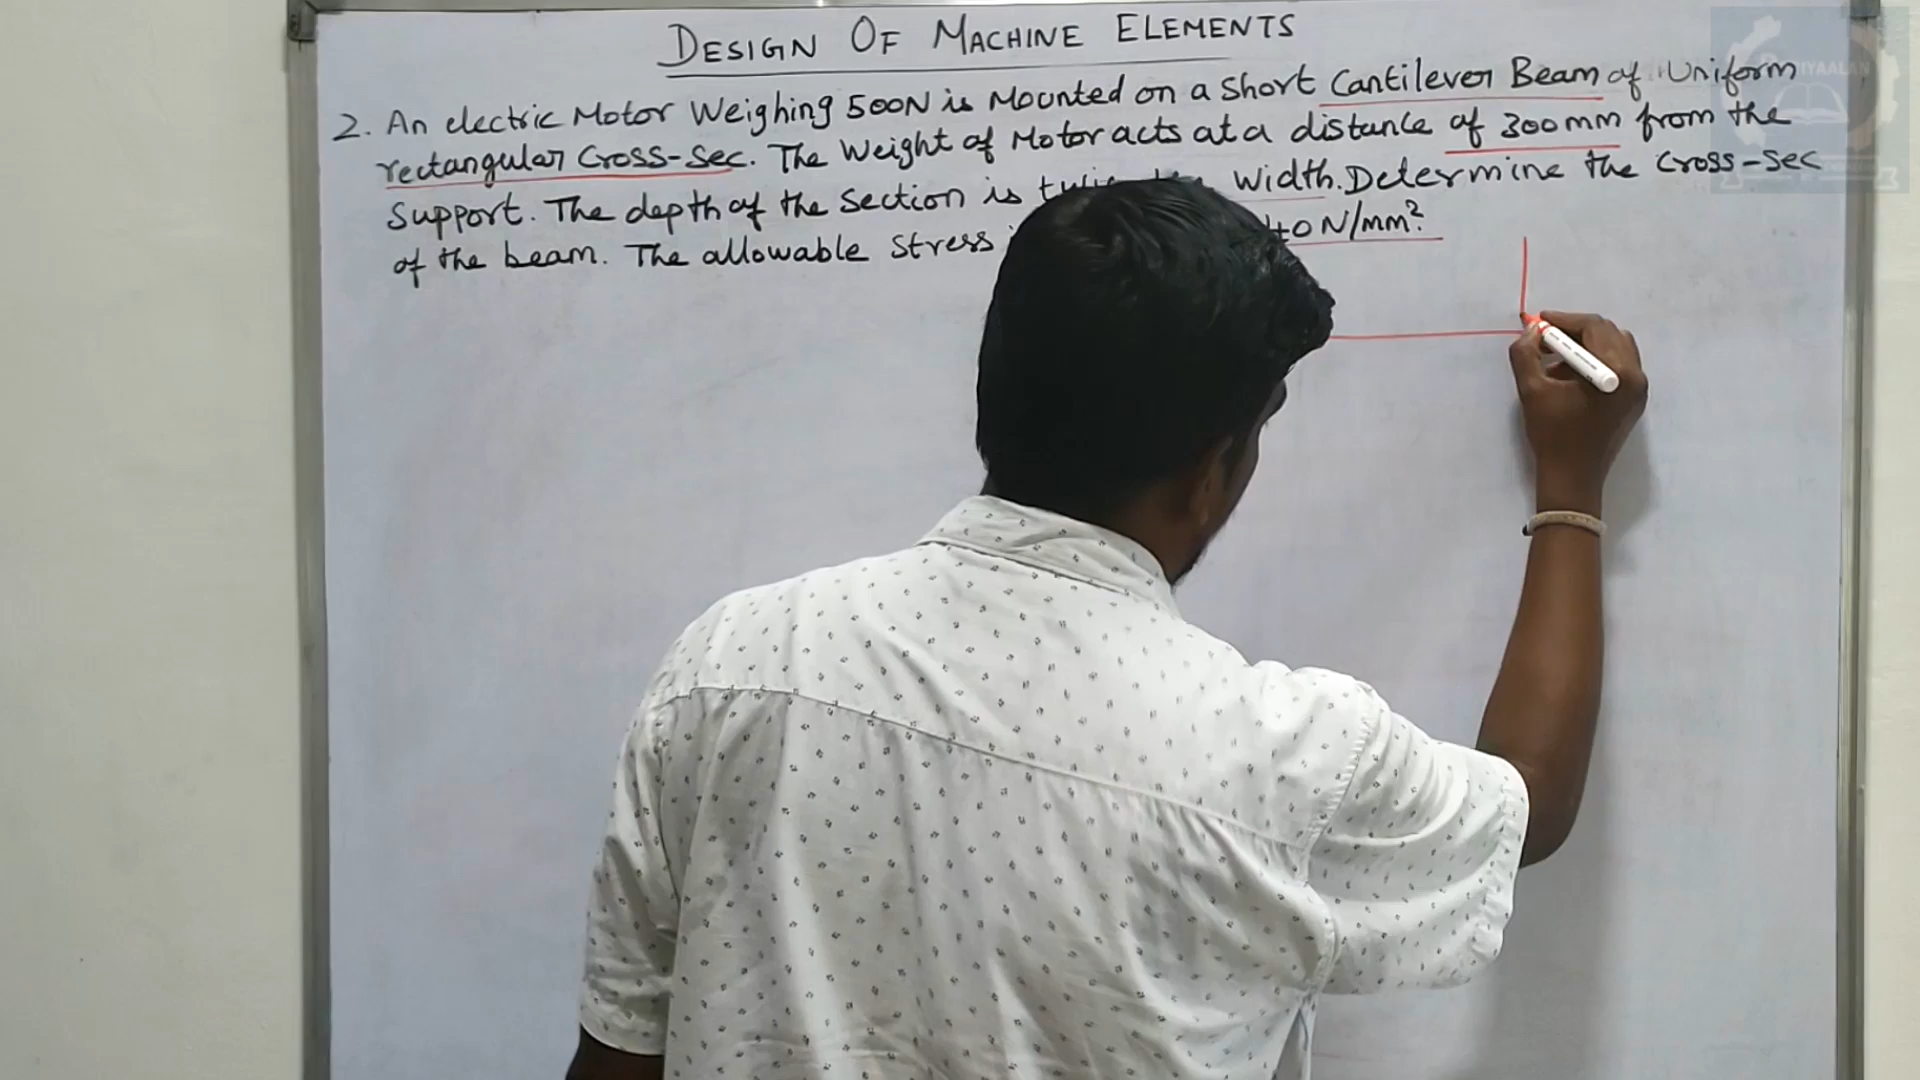 DESIGN OF MACHINE ELEMENTS
2. An electric Motor Weighing 500N is Mounted on a short Cantilever Beam of Uniform
rectangular Cross-Sec. The Weight of Motor acts at a distance of 300mm from the
Support. The depth of the Section is width. Determine the Cross-Sec
of the beam. The allowable stress 40N/mm²